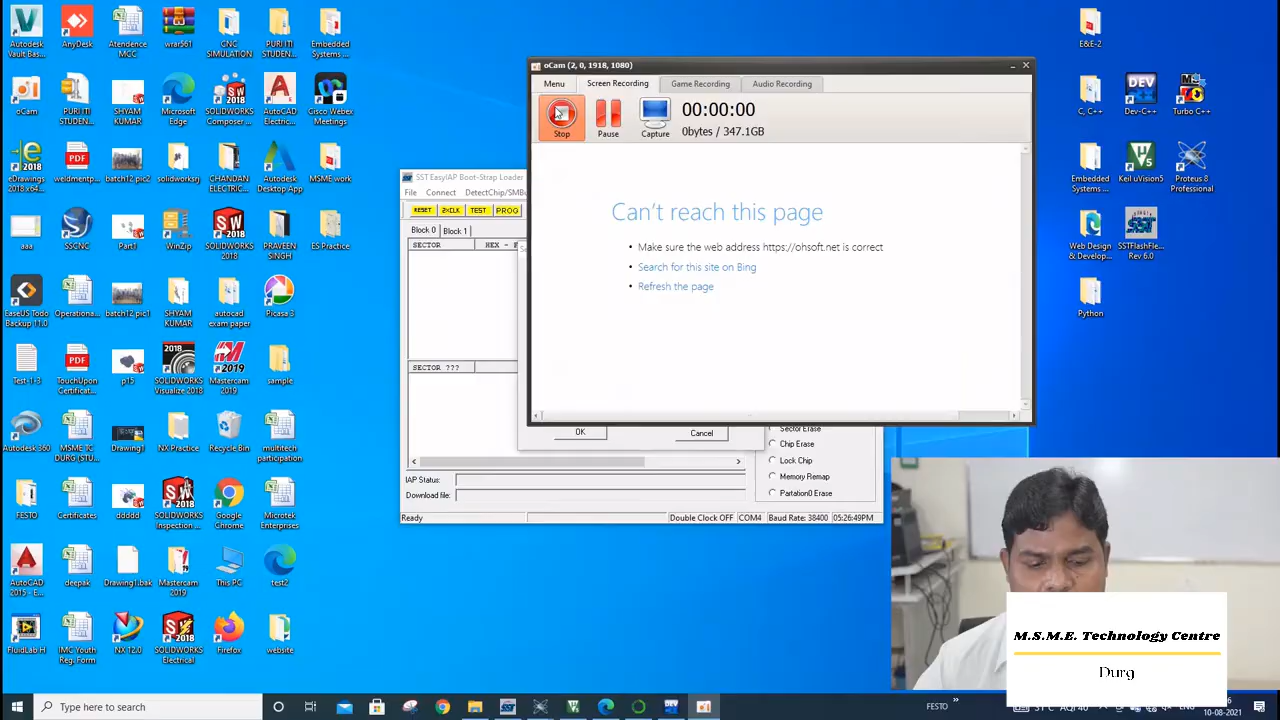 Autodesk
Vault Bas...
AnyDesk
Atendence
MCC
wrar561
CNC
SIMULATION
PURI ITI
STUDEN...
Embedded
Systems ...
oCam
PURI ITI
STUDEN...
SHYAM
KUMAR
Microsoft
Edge
SOLIDWORKS
Composer ...
AutoCAD
Electric...
Cisco Webex
Meetings
eDrawings
2018 x64...
weldmentp...
batch12.pic2
solidworksrj
CHANDAN
ELECTRIC...
Autodesk
Desktop App
MSME work
aaa
SSCNC
Part1
WinZip
SOLIDWORKS
2018
PRAVEEN
SINGH
ES Practice
EaseUS Todo
Backup 11.0
Operationa...
batch12.pic1
SHYAM
KUMAR
autocad
exam paper
Picasa 3
Test-1-3
TouchUpon
Certificat...
p15
SOLIDWORKS
Visualize 2018
Mastercam
2019
sample
Autodesk 360
MSME TC
DURG (STU...
Drawing1
NX Practice
Recycle Bin
multitech
participation
FESTO
Certificates
ddddd
SOLIDWORKS
Inspection ...
Google
Chrome
Microtek
Enterprises
AutoCAD
2015 - E...
deepak
Drawing1.bak
Mastercam
2019
This PC
test2
FluidLab H
IMC Youth
Reg. Form
NX 12.0
SOLIDWORKS
Electrical
Firefox
website
E&E-2
C, C++
Dev-C++
Turbo C++
Embedded
Systems ...
Keil uVision5
Proteus 8
Professional
Web Design
& Develop...
SSTFlashFle...
Rev 6.0
Python
oCam (2, 0, 1918, 1080)
Menu Screen Recording Game Recording Audio Recording
Stop Pause Capture
00:00:00
0bytes / 347.1GB
Can't reach this page
• Make sure the web address https://ohsoft.net is correct
• Search for this site on Bing
• Refresh the page
SST EasyIAP Boot-Strap Loader
File Connect DetectChip/SMBu
RESET 2×CLK TEST PROG
Block 0 Block 1
SECTOR HEX - F
SECTOR ???
OK Cancel
Sector Erase
Chip Erase
Lock Chip
Memory Remap
Partation0 Erase
IAP Status:
Download file:
Ready Double Clock OFF COM4 Baud Rate: 38400 05:26:49PM
M.S.M.E. Technology Centre
Durg
Type here to search
FESTO
10-08-2021